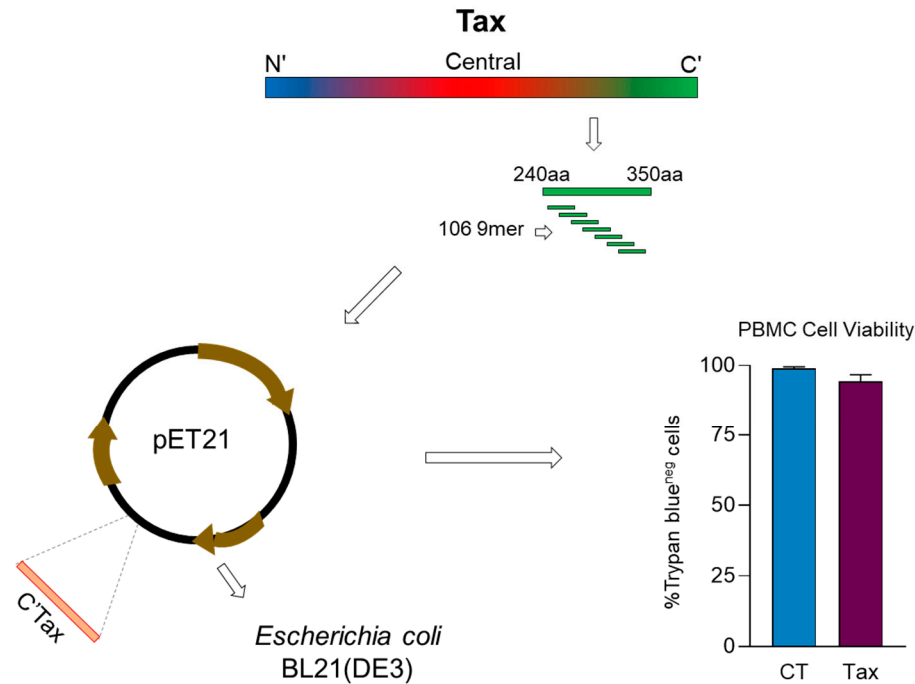 Tax
N' Central C'
240aa 350aa
106 9mer
pET21
C'Tax
Escherichia coli
BL21(DE3)
PBMC Cell Viability
%Trypan blueneg cells
100
75
50
25
0
CT Tax